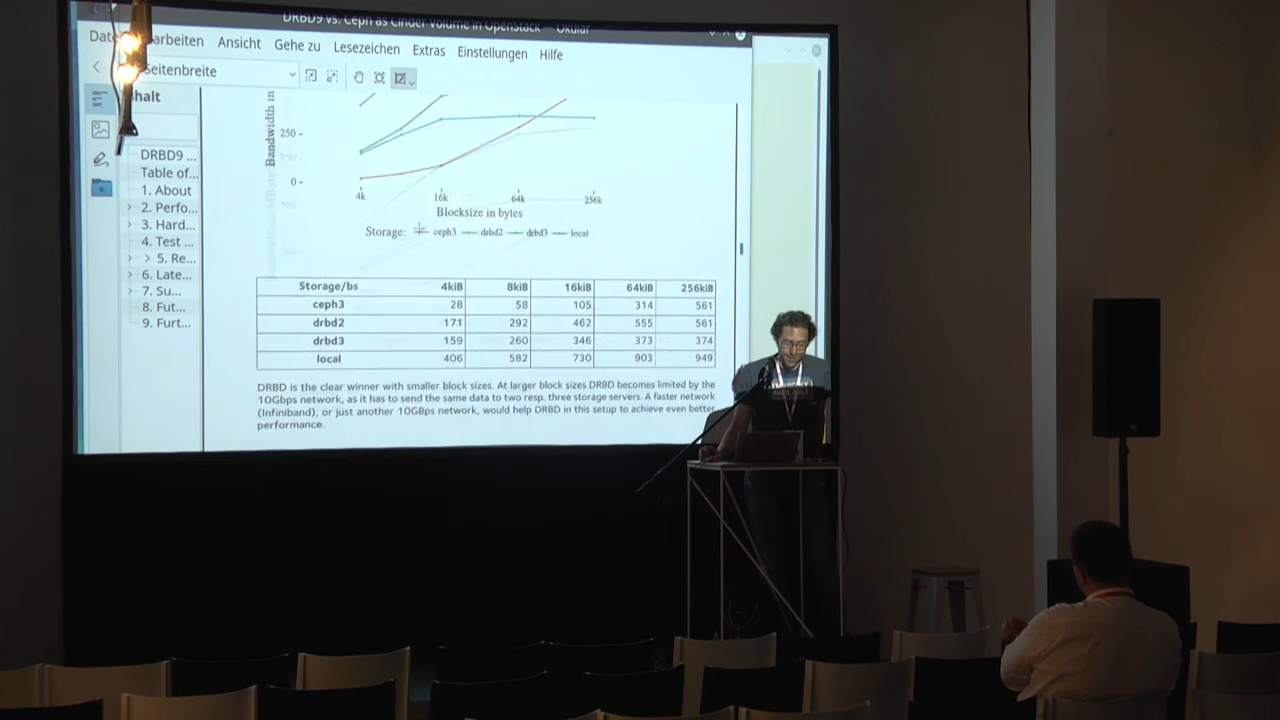 DRBD9 vs. Ceph as Cinder Volume in OpenStack — Okular
Ansicht Gehe zu Lesezeichen Extras Einstellungen Hilfe
Seitenbreite
DRBD9 ...
Table of...
1. About
2. Perfo...
3. Hard...
4. Test ...
5. Re...
6. Late...
7. Su...
8. Fut...
9. Furt...
Bandwidth in
250
0
4k 16k 64k 256k
Blocksize in bytes
Storage: ceph3 drbd2 drbd3 local
Storage/bs 4kiB 8kiB 16kiB 64kiB 256kiB
ceph3 28 58 105 314 561
drbd2 171 292 462 555 561
drbd3 159 260 346 373 374
local 406 582 730 903 949
DRBD is the clear winner with smaller block sizes. At larger block sizes DRBD becomes limited by the
10Gbps network, as it has to send the same data to two resp. three storage servers. A faster network
(Infiniband), or just another 10GBps network, would help DRBD in this setup to achieve even better
performance.